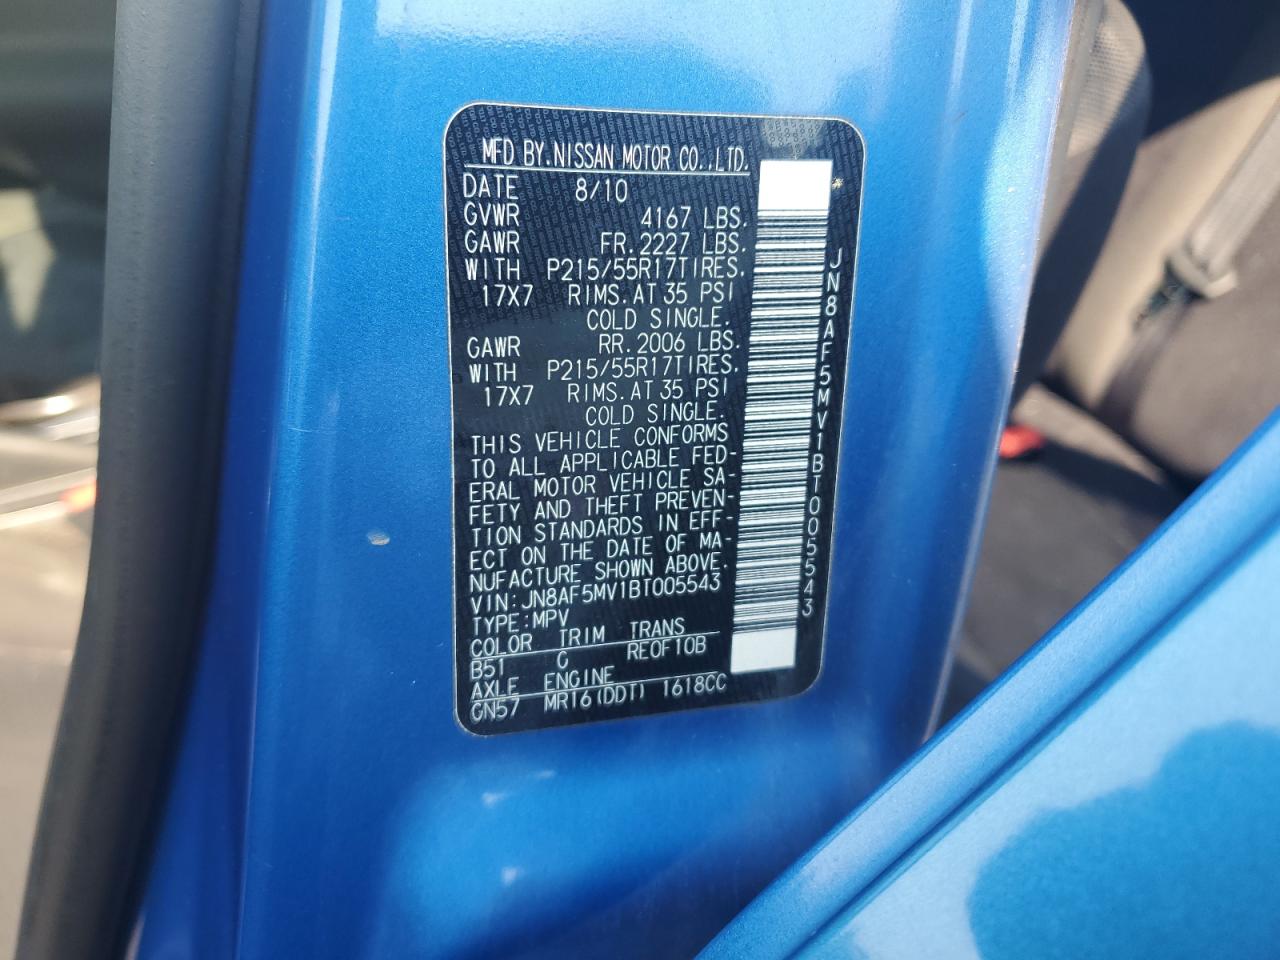 MFD BY.NISSAN MOTOR CO.,LTD.
DATE 8/10
GVWR 4167 LBS.
GAWR FR.2227 LBS.
WITH P215/55R17TIRES.
17X7 RIMS.AT 35 PSI
COLD SINGLE.
GAWR RR.2006 LBS.
WITH P215/55R17TIRES.
17X7 RIMS.AT 35 PSI
COLD SINGLE.
THIS VEHICLE CONFORMS
TO ALL APPLICABLE FED-
ERAL MOTOR VEHICLE SA-
FETY AND THEFT PREVEN-
TION STANDARDS IN EFF-
ECT ON THE DATE OF MA-
NUFACTURE SHOWN ABOVE.
VIN:JN8AF5MV1BT005543
TYPE:MPV
COLOR TRIM TRANS
B51 C RE0F10B
AXLE ENGINE
GN57 MR16(DDT) 1618CC
*
JN8AF5MV1BT005543